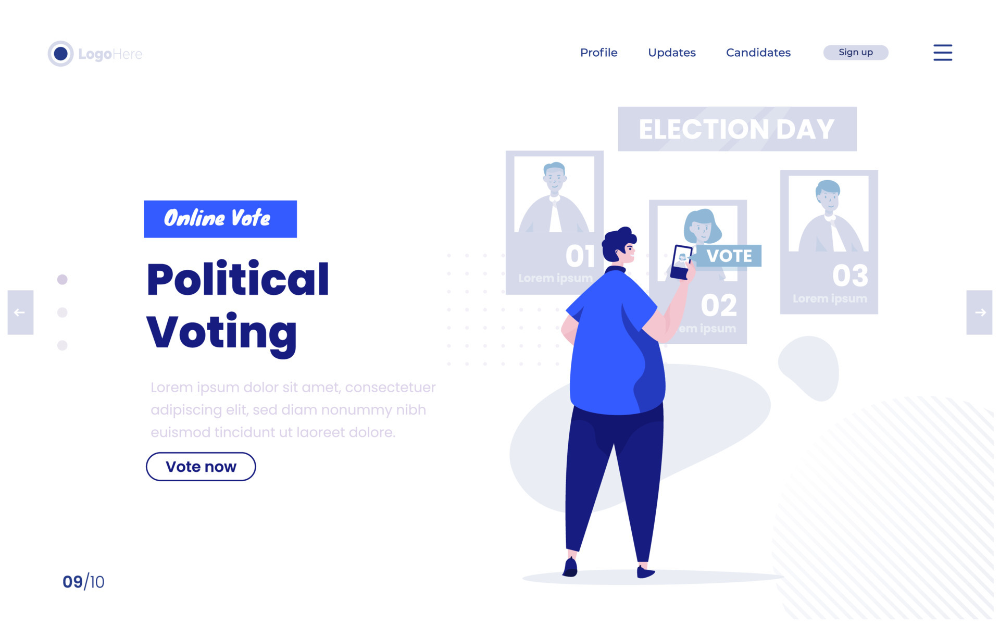 LogoHere
Profile Updates Candidates Sign up
ELECTION DAY
Online Vote
Political
Voting
Lorem ipsum dolor sit amet, consectetuer
adipiscing elit, sed diam nonummy nibh
euismod tincidunt ut laoreet dolore.
Vote now
01
Lorem ipsum
VOTE
02
em ipsum
03
Lorem ipsum
09/10